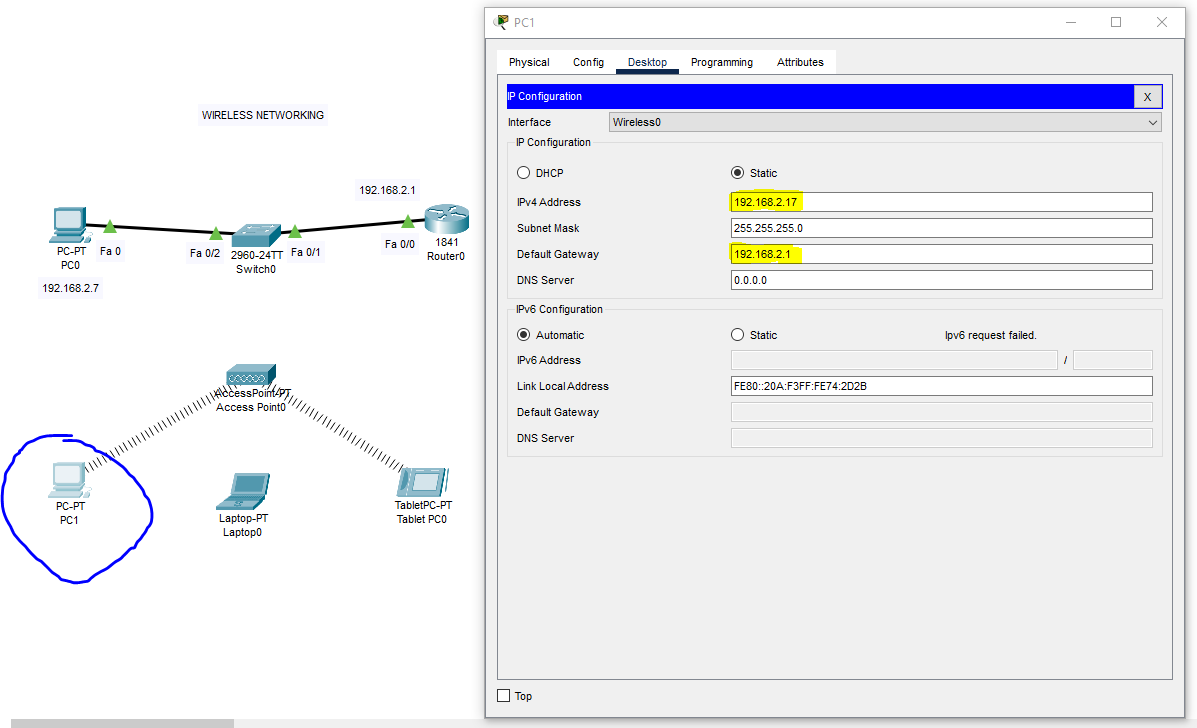 PC1
Physical Config Desktop Programming Attributes
IP Configuration X
Interface Wireless0
IP Configuration
DHCP Static
IPv4 Address 192.168.2.17
Subnet Mask 255.255.255.0
Default Gateway 192.168.2.1
DNS Server 0.0.0.0
IPv6 Configuration
Automatic Static Ipv6 request failed.
IPv6 Address /
Link Local Address FE80::20A:F3FF:FE74:2D2B
Default Gateway
DNS Server
Top
WIRELESS NETWORKING
192.168.2.1
PC-PT
PC0
Fa 0
192.168.2.7
Fa 0/2
2960-24TT
Switch0
Fa 0/1
Fa 0/0
1841
Router0
AccessPoint-PT
Access Point0
PC-PT
PC1
Laptop-PT
Laptop0
TabletPC-PT
Tablet PC0